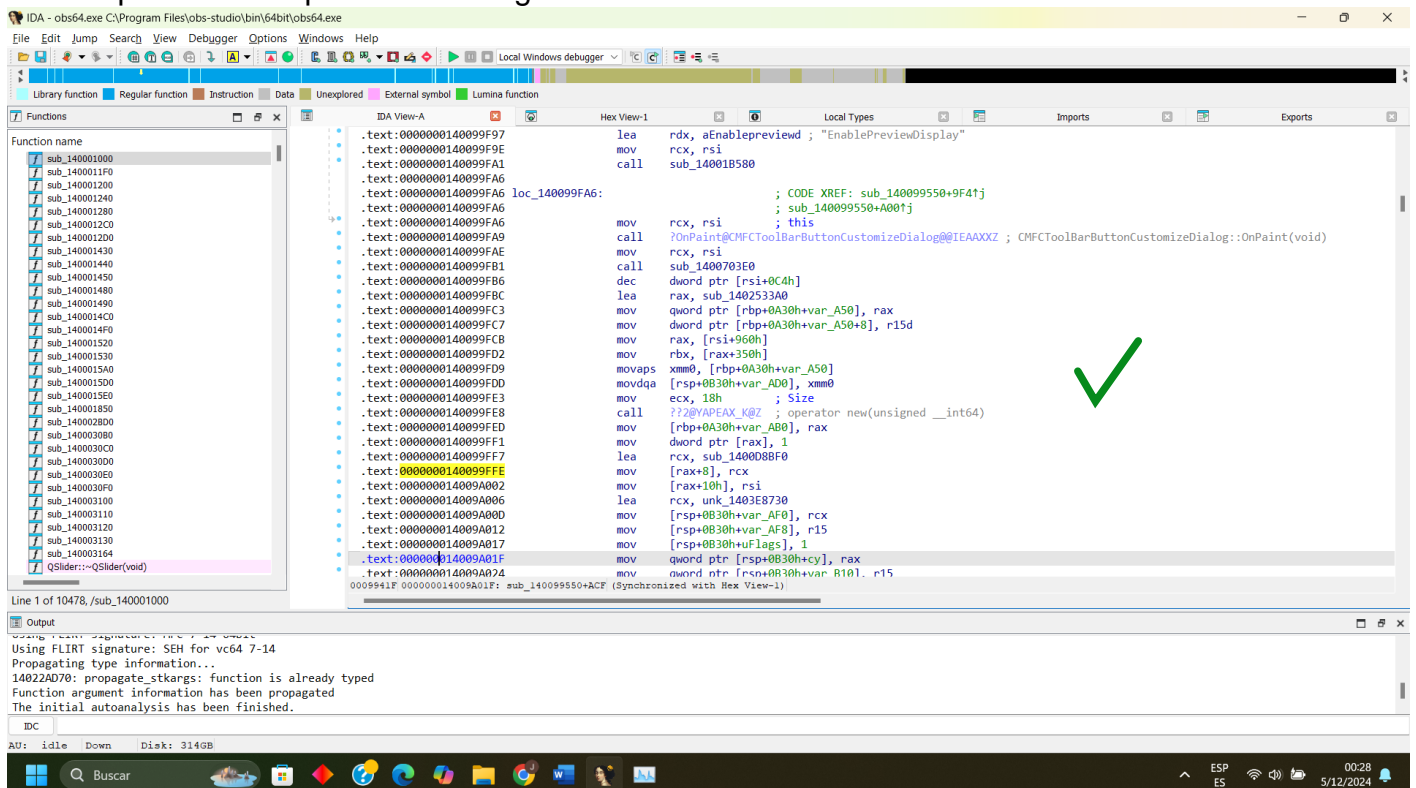 IDA - obs64.exe C:\Program Files\obs-studio\bin\64bit\obs64.exe
File Edit Jump Search View Debugger Options Windows Help
Local Windows debugger
Library function Regular function Instruction Data Unexplored External symbol Lumina function
Functions
IDA View-A Hex View-1 Local Types Imports Exports
Function name
sub_140001000
sub_1400011F0
sub_140001200
sub_140001240
sub_140001280
sub_1400012C0
sub_1400012D0
sub_140001430
sub_140001440
sub_140001450
sub_140001480
sub_140001490
sub_1400014C0
sub_1400014F0
sub_140001520
sub_140001530
sub_1400015A0
sub_1400015D0
sub_1400015E0
sub_140001850
sub_140002BD0
sub_1400030B0
sub_1400030C0
sub_1400030D0
sub_1400030E0
sub_1400030F0
sub_140003100
sub_140003110
sub_140003120
sub_140003130
sub_140003164
QSlider::~QSlider(void)
Line 1 of 10478, /sub_140001000
.text:0000000140099F97 lea rdx, aEnablepreviewd ; "EnablePreviewDisplay"
.text:0000000140099F9E mov rcx, rsi
.text:0000000140099FA1 call sub_14001B580
.text:0000000140099FA6
.text:0000000140099FA6 loc_140099FA6: ; CODE XREF: sub_140099550+9F4↑j
.text:0000000140099FA6 ; sub_140099550+A00↑j
.text:0000000140099FA6 mov rcx, rsi ; this
.text:0000000140099FA9 call ?OnPaint@CMFCToolBarButtonCustomizeDialog@@IEAAXXZ ; CMFCToolBarButtonCustomizeDialog::OnPaint(void)
.text:0000000140099FAE mov rcx, rsi
.text:0000000140099FB1 call sub_1400703E0
.text:0000000140099FB6 dec dword ptr [rsi+0C4h]
.text:0000000140099FBC lea rax, sub_1402533A0
.text:0000000140099FC3 mov qword ptr [rbp+0A30h+var_A50], rax
.text:0000000140099FC7 mov dword ptr [rbp+0A30h+var_A50+8], r15d
.text:0000000140099FCB mov rax, [rsi+960h]
.text:0000000140099FD2 mov rbx, [rax+350h]
.text:0000000140099FD9 movaps xmm0, [rbp+0A30h+var_A50]
.text:0000000140099FDD movdqa [rsp+0B30h+var_AD0], xmm0
.text:0000000140099FE3 mov ecx, 18h ; Size
.text:0000000140099FE8 call ??2@YAPEAX_K@Z ; operator new(unsigned __int64)
.text:0000000140099FED mov [rbp+0A30h+var_AB0], rax
.text:0000000140099FF1 mov dword ptr [rax], 1
.text:0000000140099FF7 lea rcx, sub_1400D8BF0
.text:0000000140099FFE mov [rax+8], rcx
.text:000000014009A002 mov [rax+10h], rsi
.text:000000014009A006 lea rcx, unk_1403E8730
.text:000000014009A00D mov [rsp+0B30h+var_AF0], rcx
.text:000000014009A012 mov [rsp+0B30h+var_AF8], r15
.text:000000014009A017 mov [rsp+0B30h+uFlags], 1
.text:000000014009A01F mov qword ptr [rsp+0B30h+cy], rax
.text:000000014009A024 mov qword ptr [rsp+0B30h+var_B10], r15
0009941F 000000014009A01F: sub_140099550+ACF (Synchronized with Hex View-1)
Output
Using FLIRT signature: SEH for vc64 7-14
Propagating type information...
14022AD70: propagate_stkargs: function is already typed
Function argument information has been propagated
The initial autoanalysis has been finished.
IDC
AU: idle Down Disk: 314GB
Buscar
ESP
ES
00:28
5/12/2024